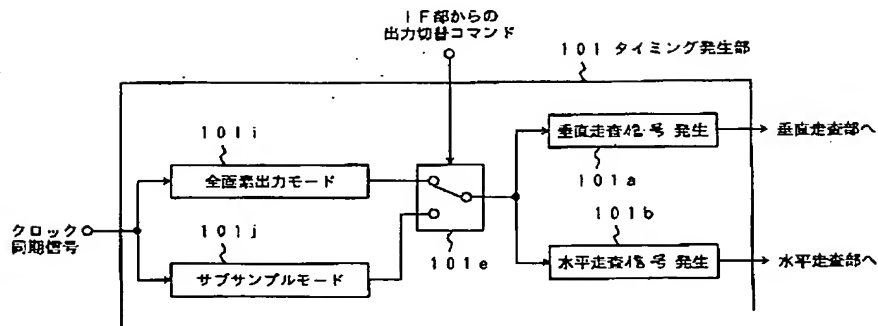 IF部からの
出力切替コマンド
101 タイミング発生部
101i
全画素出力モード
垂直走査信号 発生
垂直走査部へ
101a
クロック
同期信号
101j
サブサンプルモード
101e
101b
水平走査信号 発生
水平走査部へ